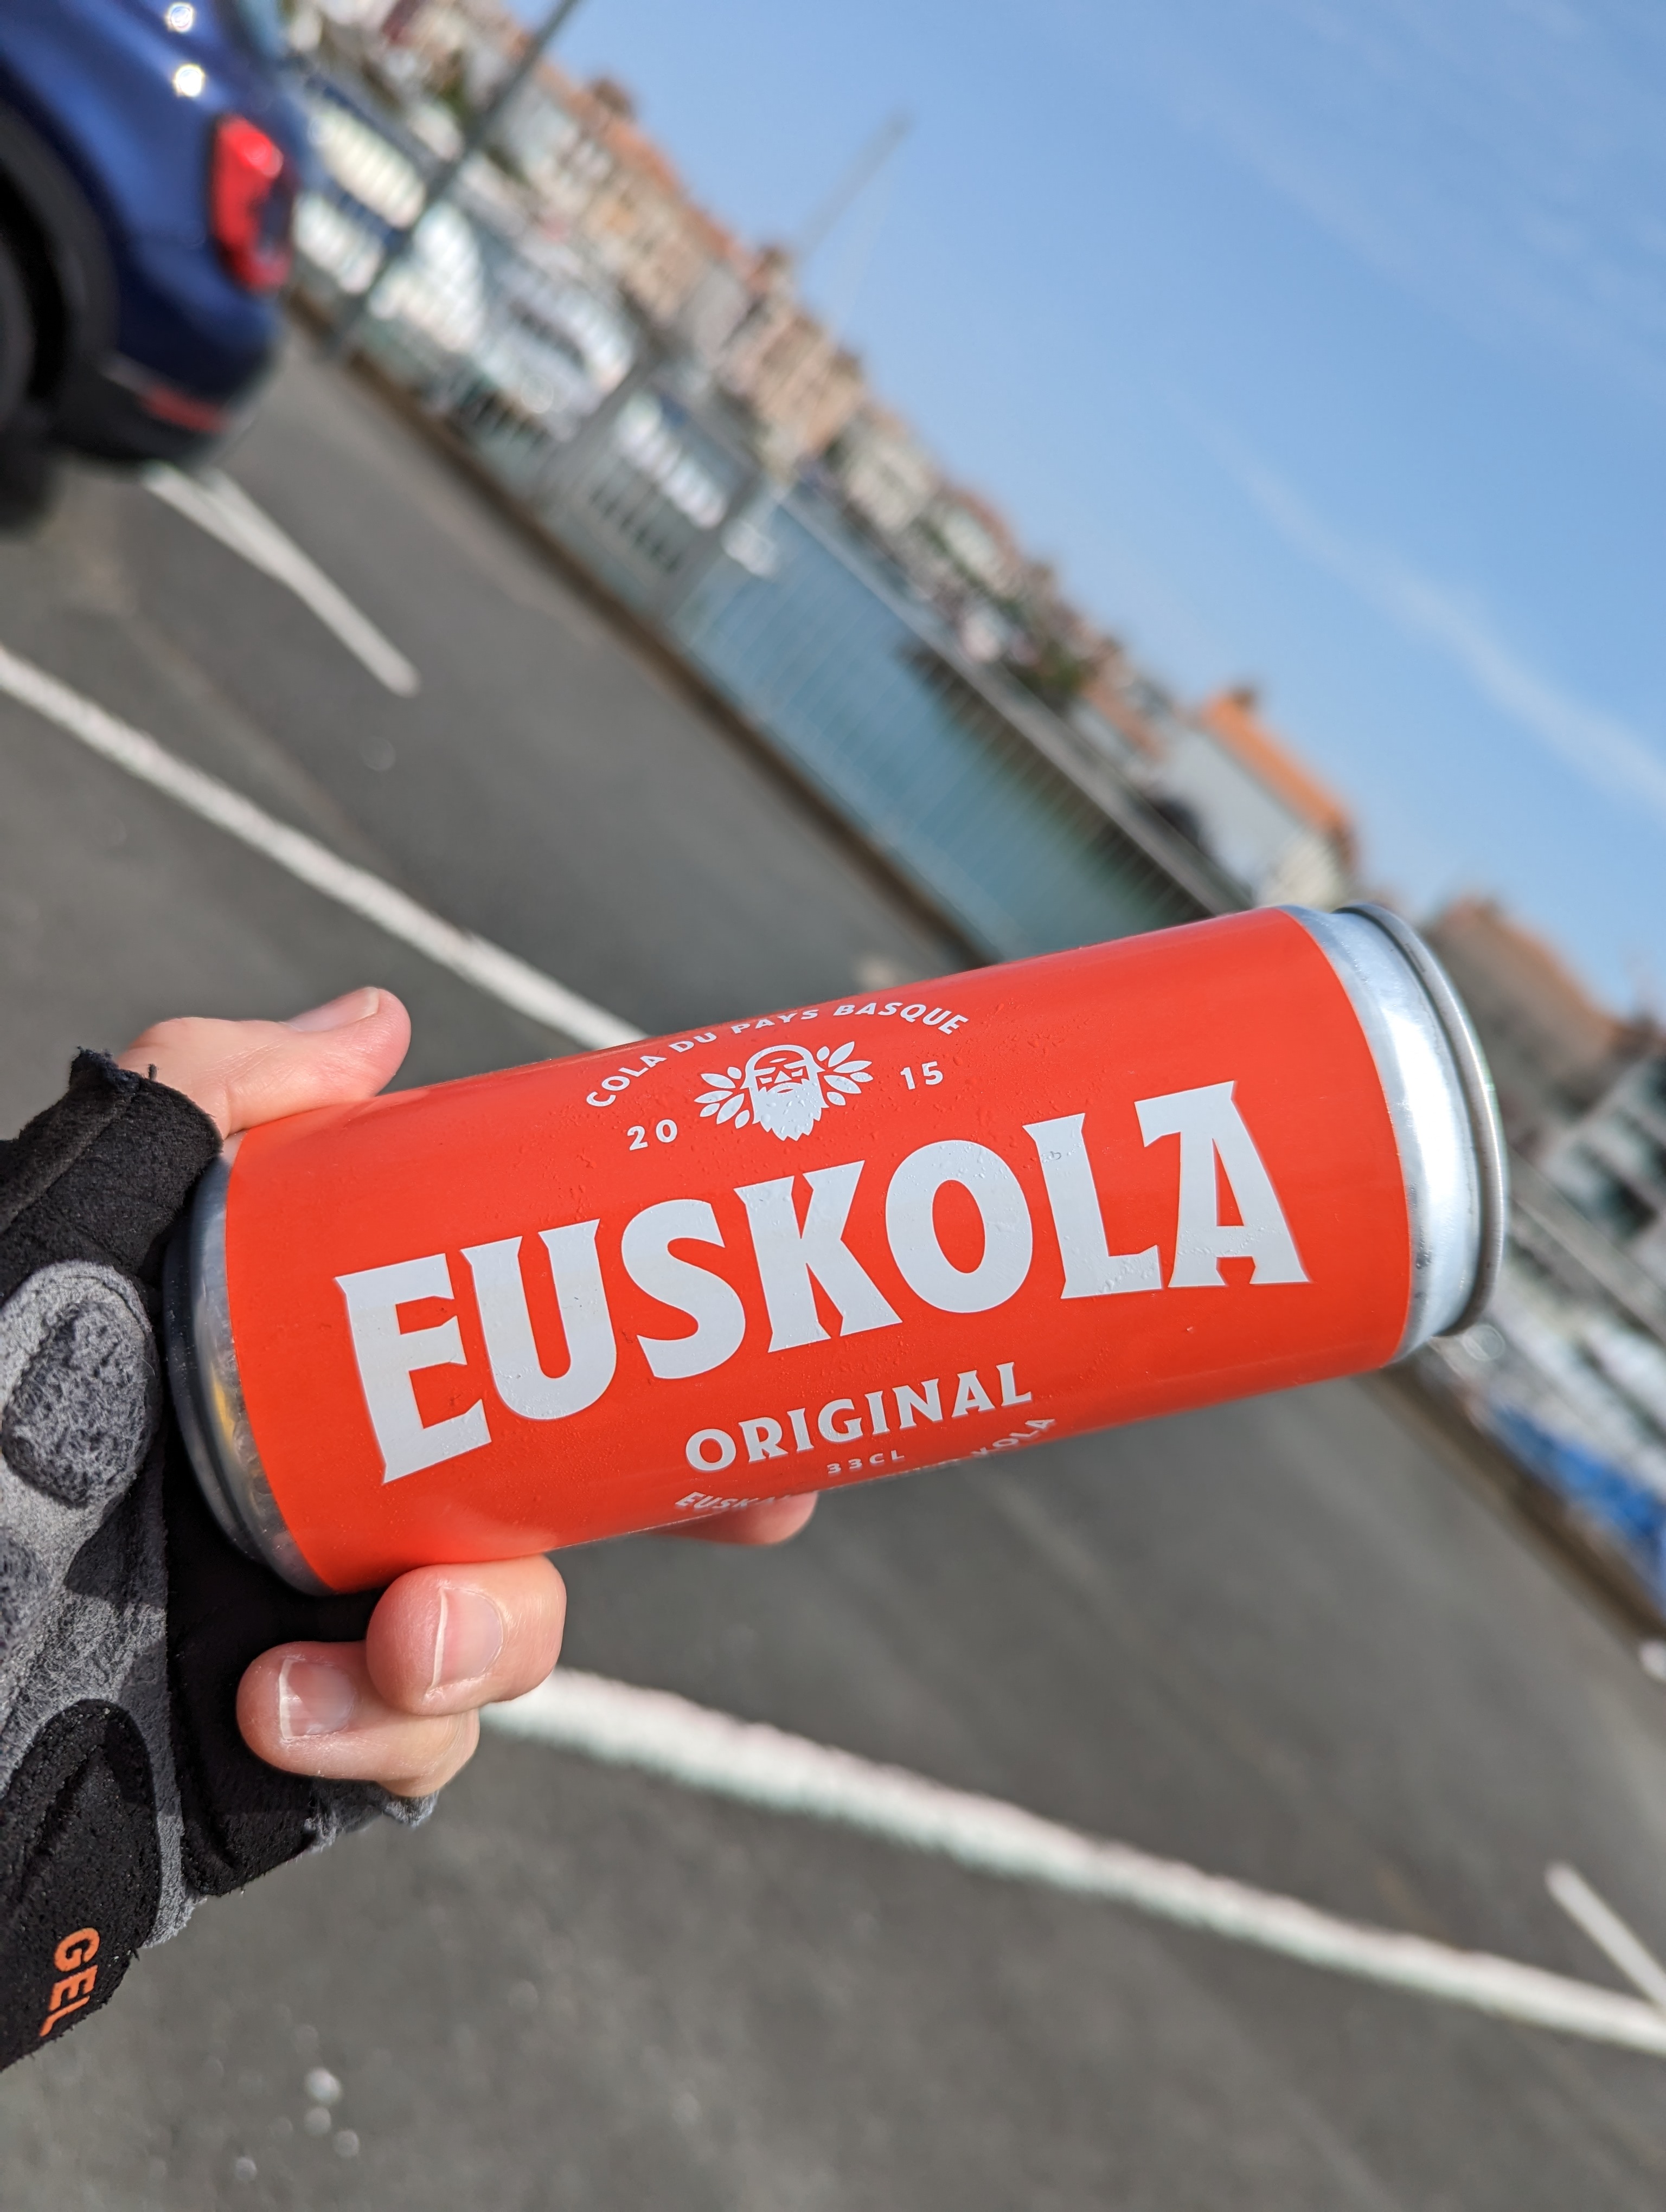 COLA DU PAYS BASQUE
20 15
EUSKOLA
ORIGINAL
33CL
GEL